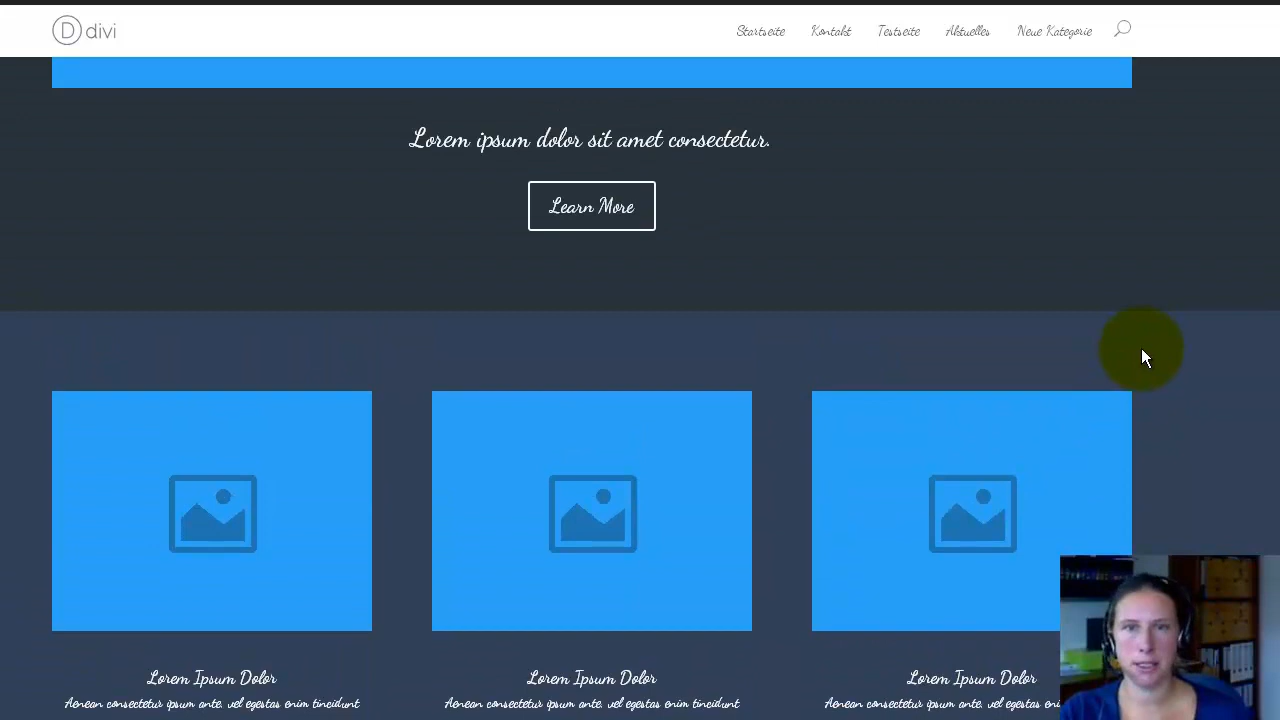 D divi
Startseite Kontakt Testseite Aktuelles Neue Kategorie
Lorem ipsum dolor sit amet consectetur.
Learn More
Lorem Ipsum Dolor Lorem Ipsum Dolor Lorem Ipsum Dolor
Aenean consectetur ipsum ante, vel egestas enim tincidunt Aenean consectetur ipsum ante, vel egestas enim tincidunt Aenean consectetur ipsum ante, vel egestas